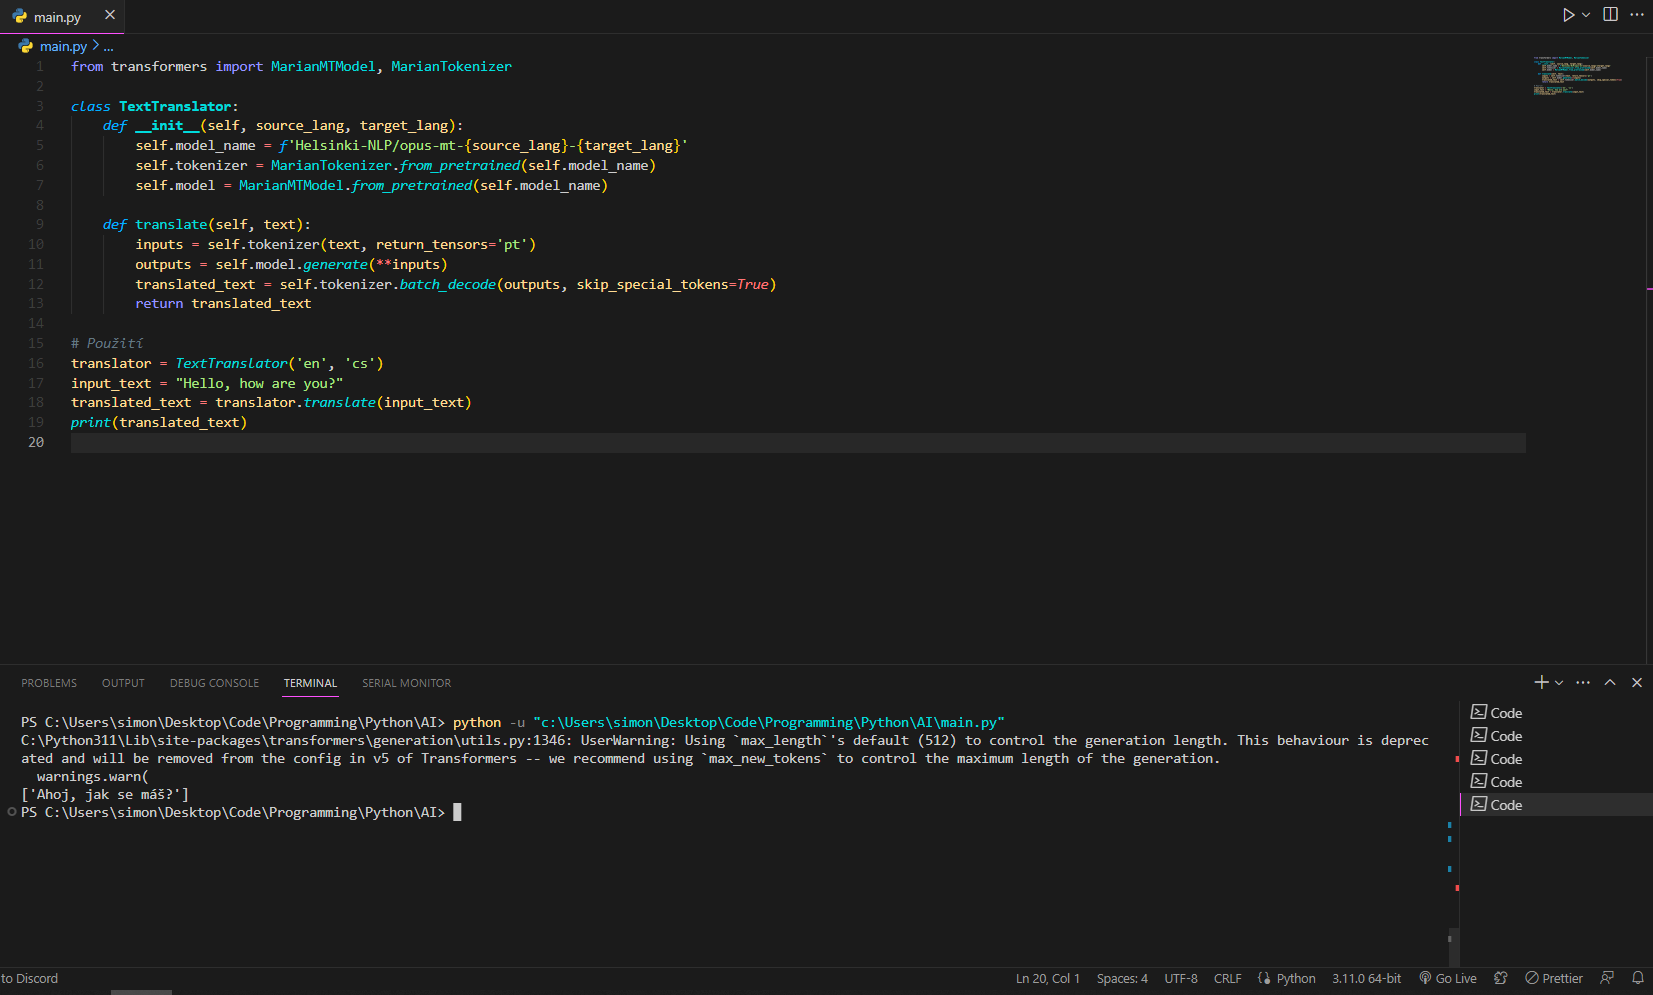 main.py
main.py > ...
1 from transformers import MarianMTModel, MarianTokenizer
2
3 class TextTranslator:
4     def __init__(self, source_lang, target_lang):
5         self.model_name = f'Helsinki-NLP/opus-mt-{source_lang}-{target_lang}'
6         self.tokenizer = MarianTokenizer.from_pretrained(self.model_name)
7         self.model = MarianMTModel.from_pretrained(self.model_name)
8
9     def translate(self, text):
10         inputs = self.tokenizer(text, return_tensors='pt')
11         outputs = self.model.generate(**inputs)
12         translated_text = self.tokenizer.batch_decode(outputs, skip_special_tokens=True)
13         return translated_text
14
15 # Použití
16 translator = TextTranslator('en', 'cs')
17 input_text = "Hello, how are you?"
18 translated_text = translator.translate(input_text)
19 print(translated_text)
20
PROBLEMS OUTPUT DEBUG CONSOLE TERMINAL SERIAL MONITOR
PS C:\Users\simon\Desktop\Code\Programming\Python\AI> python -u "c:\Users\simon\Desktop\Code\Programming\Python\AI\main.py"
C:\Python311\Lib\site-packages\transformers\generation\utils.py:1346: UserWarning: Using `max_length`'s default (512) to control the generation length. This behaviour is deprec
ated and will be removed from the config in v5 of Transformers -- we recommend using `max_new_tokens` to control the maximum length of the generation.
  warnings.warn(
['Ahoj, jak se máš?']
PS C:\Users\simon\Desktop\Code\Programming\Python\AI>
Code
Code
Code
Code
Code
to Discord Ln 20, Col 1 Spaces: 4 UTF-8 CRLF Python 3.11.0 64-bit Go Live Prettier